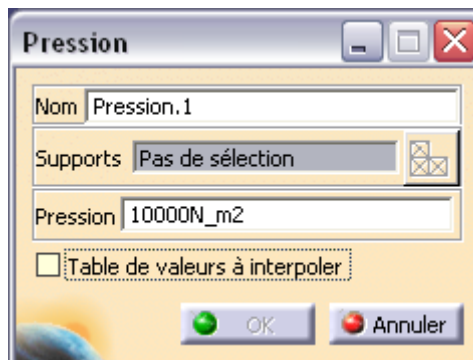 Pression
Nom Pression.1
Supports Pas de sélection
Pression 10000N_m2
Table de valeurs à interpoler
OK Annuler